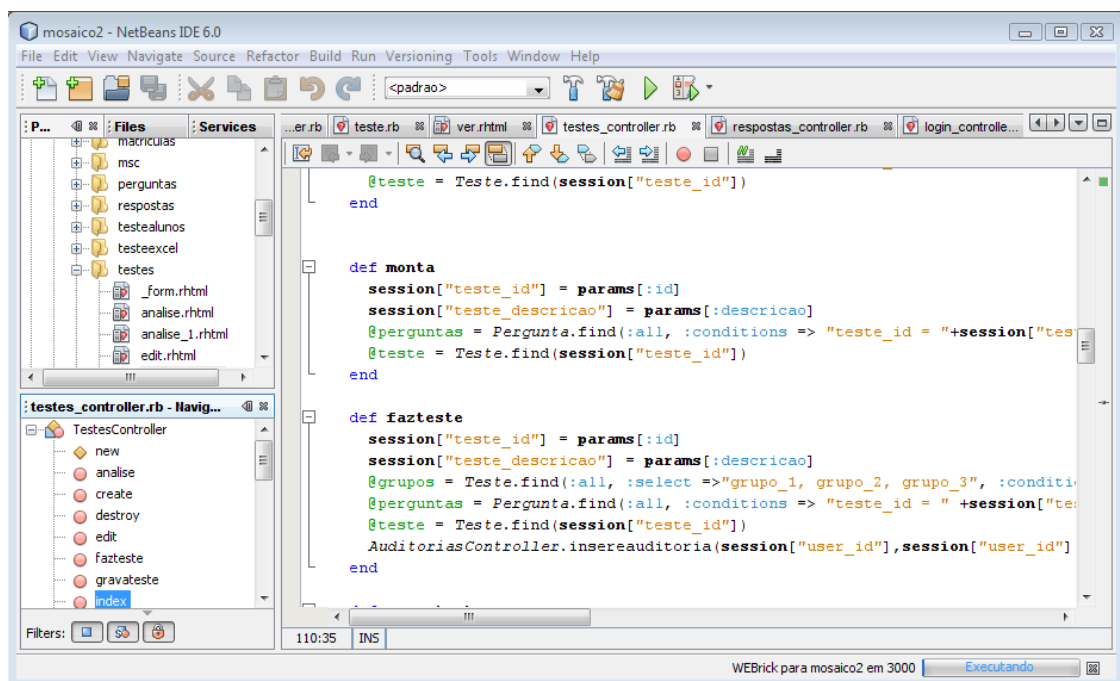 mosaico2 - NetBeans IDE 6.0
File Edit View Navigate Source Refactor Build Run Versioning Tools Window Help
<padrao>
P... Files Services
matriculas
msc
perguntas
respostas
testealunos
testeexcel
testes
_form.rhtml
analise.rhtml
analise_1.rhtml
edit.rhtml
testes_controller.rb - Navig...
TestesController
new
analise
create
destroy
edit
fazteste
gravateste
index
Filters:
...er.rb teste.rb ver.rhtml testes_controller.rb respostas_controller.rb login_controlle...
@teste = Teste.find(session["teste_id"])
end
def monta
session["teste_id"] = params[:id]
session["teste_descricao"] = params[:descricao]
@perguntas = Pergunta.find(:all, :conditions => "teste_id = "+session["tes
@teste = Teste.find(session["teste_id"])
end
def fazteste
session["teste_id"] = params[:id]
session["teste_descricao"] = params[:descricao]
@grupos = Teste.find(:all, :select =>"grupo_1, grupo_2, grupo_3", :conditi
@perguntas = Pergunta.find(:all, :conditions => "teste_id = " +session["tes
@teste = Teste.find(session["teste_id"])
AuditoriasController.insereauditoria(session["user_id"],session["user_id"]
end
110:35 INS
WEBrick para mosaico2 em 3000 Executando